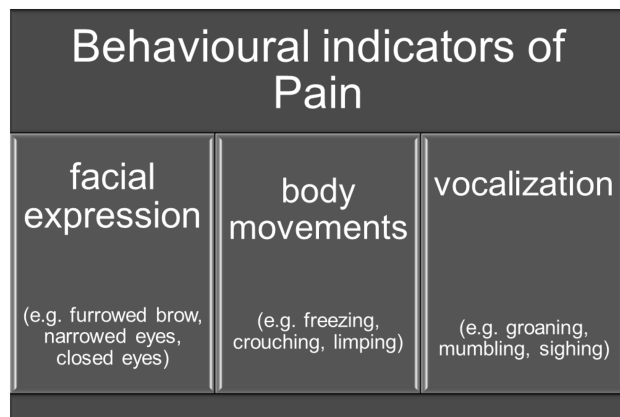 Behavioural indicators of
Pain
facial
expression
(e.g. furrowed brow,
narrowed eyes,
closed eyes)
body
movements
(e.g. freezing,
crouching, limping)
vocalization
(e.g. groaning,
mumbling, sighing)